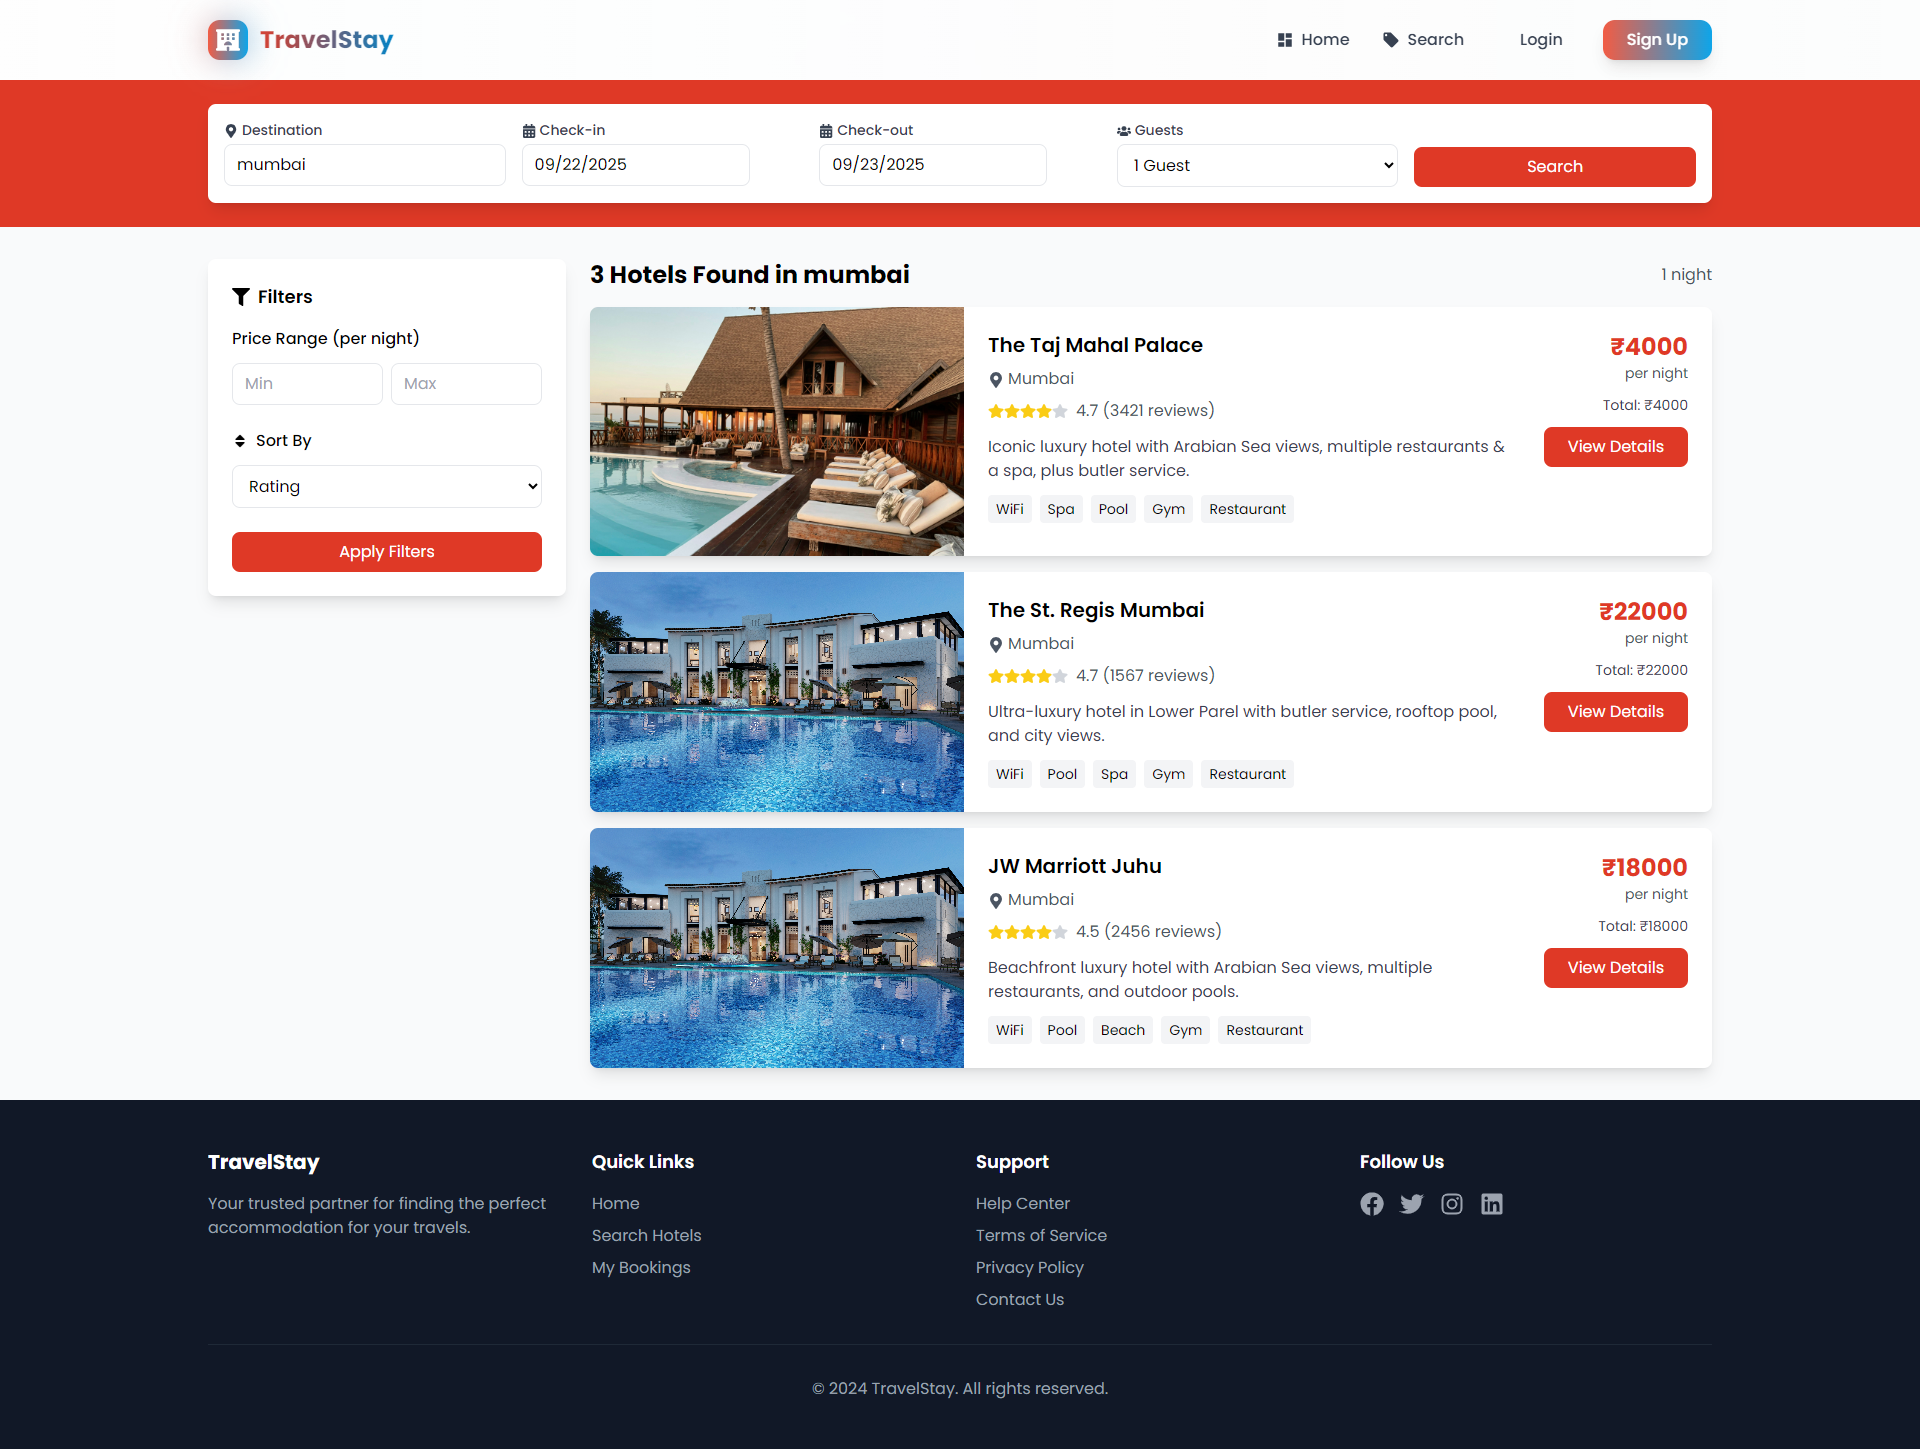 TravelStay
Home
Search
Login
Sign Up
Destination
Check-in
Check-out
Guests
mumbai
09/22/2025
09/23/2025
1 Guest
Search
Filters
Price Range (per night)
Min
Max
Sort By
Rating
Apply Filters
3 Hotels Found in mumbai
1 night
The Taj Mahal Palace
Mumbai
4.7 (3421 reviews)
Iconic luxury hotel with Arabian Sea views, multiple restaurants &
a spa, plus butler service.
WiFi
Spa
Pool
Gym
Restaurant
₹4000
per night
Total: ₹4000
View Details
The St. Regis Mumbai
Mumbai
4.7 (1567 reviews)
Ultra-luxury hotel in Lower Parel with butler service, rooftop pool,
and city views.
WiFi
Pool
Spa
Gym
Restaurant
₹22000
per night
Total: ₹22000
View Details
JW Marriott Juhu
Mumbai
4.5 (2456 reviews)
Beachfront luxury hotel with Arabian Sea views, multiple
restaurants, and outdoor pools.
WiFi
Pool
Beach
Gym
Restaurant
₹18000
per night
Total: ₹18000
View Details
TravelStay
Your trusted partner for finding the perfect
accommodation for your travels.
Quick Links
Home
Search Hotels
My Bookings
Support
Help Center
Terms of Service
Privacy Policy
Contact Us
Follow Us
© 2024 TravelStay. All rights reserved.